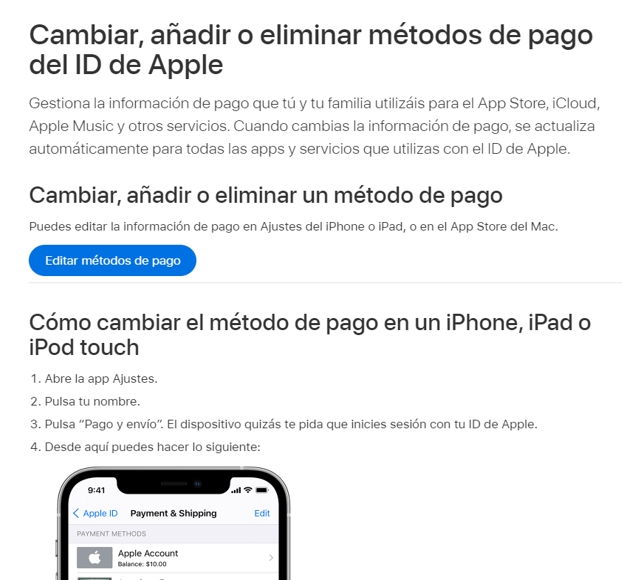 Cambiar, añadir o eliminar métodos de pago
del ID de Apple
Gestiona la información de pago que tú y tu familia utilizáis para el App Store, iCloud,
Apple Music y otros servicios. Cuando cambias la información de pago, se actualiza
automáticamente para todas las apps y servicios que utilizas con el ID de Apple.
Cambiar, añadir o eliminar un método de pago
Puedes editar la información de pago en Ajustes del iPhone o iPad, o en el App Store del Mac.
Editar métodos de pago
Cómo cambiar el método de pago en un iPhone, iPad o
iPod touch
1. Abre la app Ajustes.
2. Pulsa tu nombre.
3. Pulsa “Pago y envío”. El dispositivo quizás te pida que inicies sesión con tu ID de Apple.
4. Desde aquí puedes hacer lo siguiente:
9:41
Apple ID Payment & Shipping Edit
PAYMENT METHODS
Apple Account
Balance: $10.00